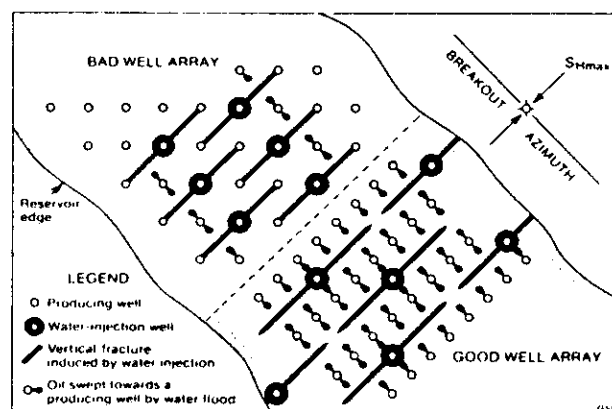 BAD WELL ARRAY
SHmax
BREAKOUT
AZIMUTH
Reservoir
edge
LEGEND
Producing well
Water-injection well
Vertical fracture
induced by water injection
Oil swept towards a
producing well by water flood
GOOD WELL ARRAY